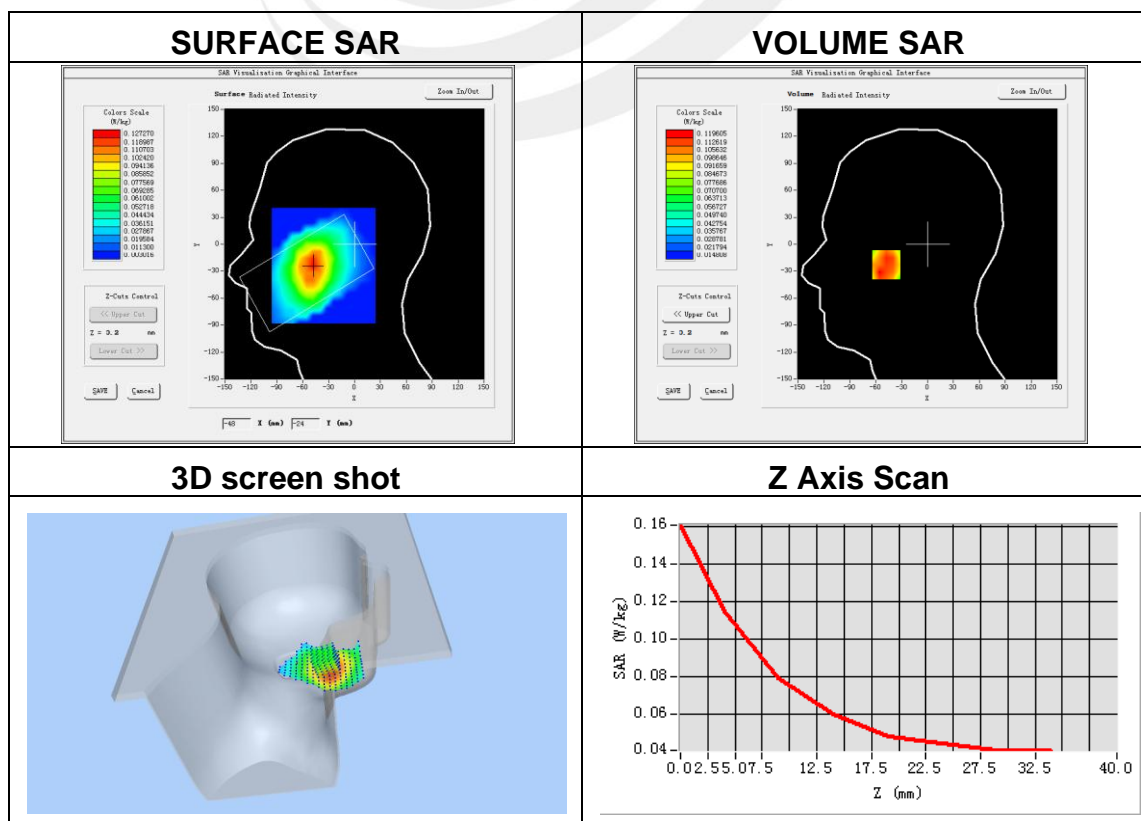 SURFACE SAR
SAR Visualisation Graphical Interface
Surface Radiated Intensity
Zoom In/Out
Colors Scale
(W/kg)
0.127270
0.118987
0.110703
0.102420
0.094136
0.085852
0.077569
0.069285
0.061002
0.052718
0.044434
0.036151
0.027867
0.019584
0.011300
0.003016
Z-Cuts Control
<< Upper Cut
Z = 0.2 mm
Lower Cut >>
SAVE Cancel
150
120
90
60
30
0
-30
-60
-90
-120
-150
Y
-150 -120 -90 -60 -30 0 30 60 90 120 150
X
-48 X (mm) -24 Y (mm)
VOLUME SAR
SAR Visualisation Graphical Interface
Volume Radiated Intensity
Zoom In/Out
Colors Scale
(W/kg)
0.119605
0.112619
0.105632
0.098646
0.091659
0.084673
0.077686
0.070700
0.063713
0.056727
0.049740
0.042754
0.035767
0.028781
0.021794
0.014808
Z-Cuts Control
<< Upper Cut
Z = 0.2 mm
Lower Cut >>
SAVE Cancel
150
120
90
60
30
0
-30
-60
-90
-120
-150
Y
-150 -120 -90 -60 -30 0 30 60 90 120 150
X
3D screen shot
Z Axis Scan
0.16
0.14
0.12
0.10
0.08
0.06
0.04
SAR (W/kg)
0.0 2.5 5.0 7.5 12.5 17.5 22.5 27.5 32.5 40.0
Z (mm)